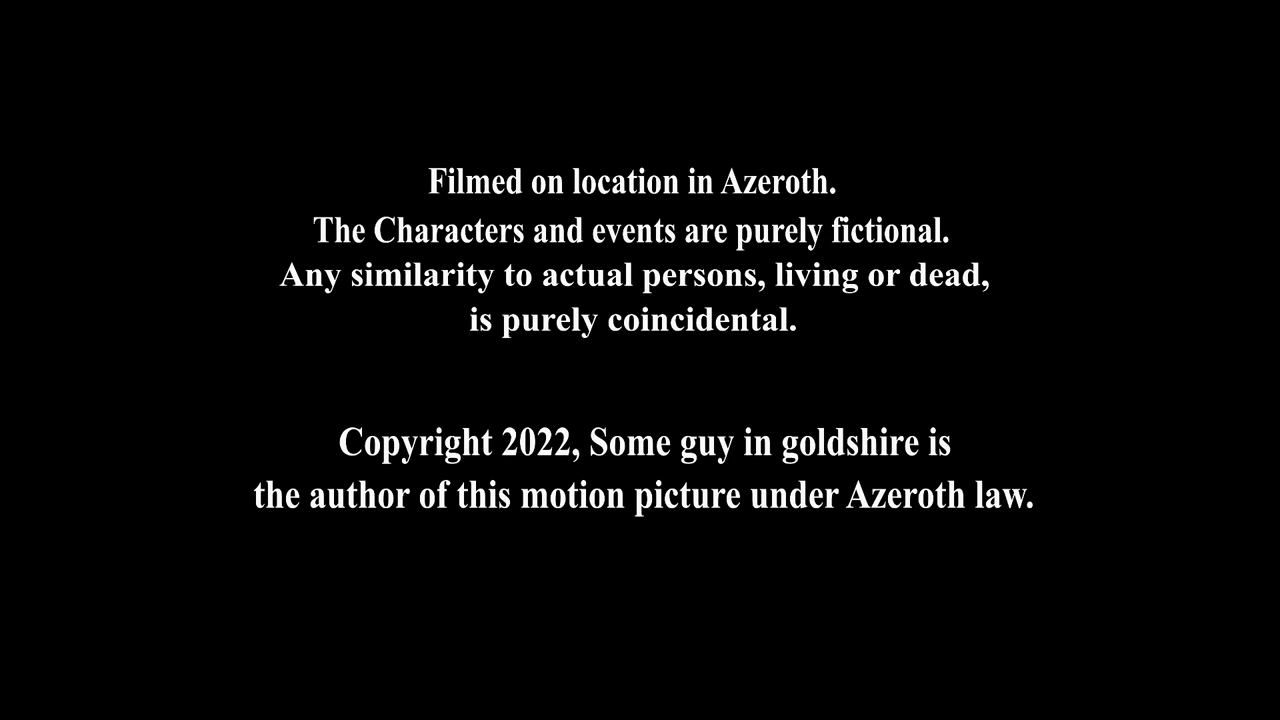 Filmed on location in Azeroth.
The Characters and events are purely fictional.
Any similarity to actual persons, living or dead,
is purely coincidental.
Copyright 2022, Some guy in goldshire is
the author of this motion picture under Azeroth law.